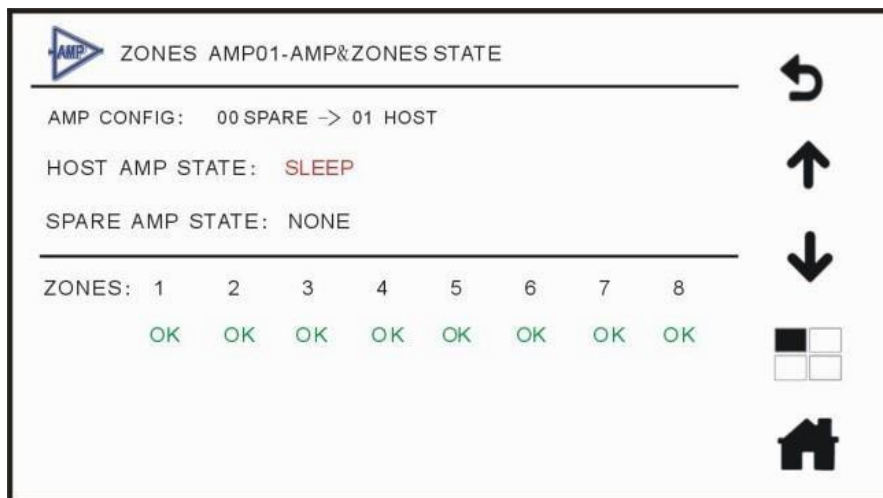 AMP ZONES AMP01-AMP&ZONES STATE
AMP CONFIG: 00 SPARE -> 01 HOST
HOST AMP STATE: SLEEP
SPARE AMP STATE: NONE
ZONES: 1 2 3 4 5 6 7 8
OK OK OK OK OK OK OK OK